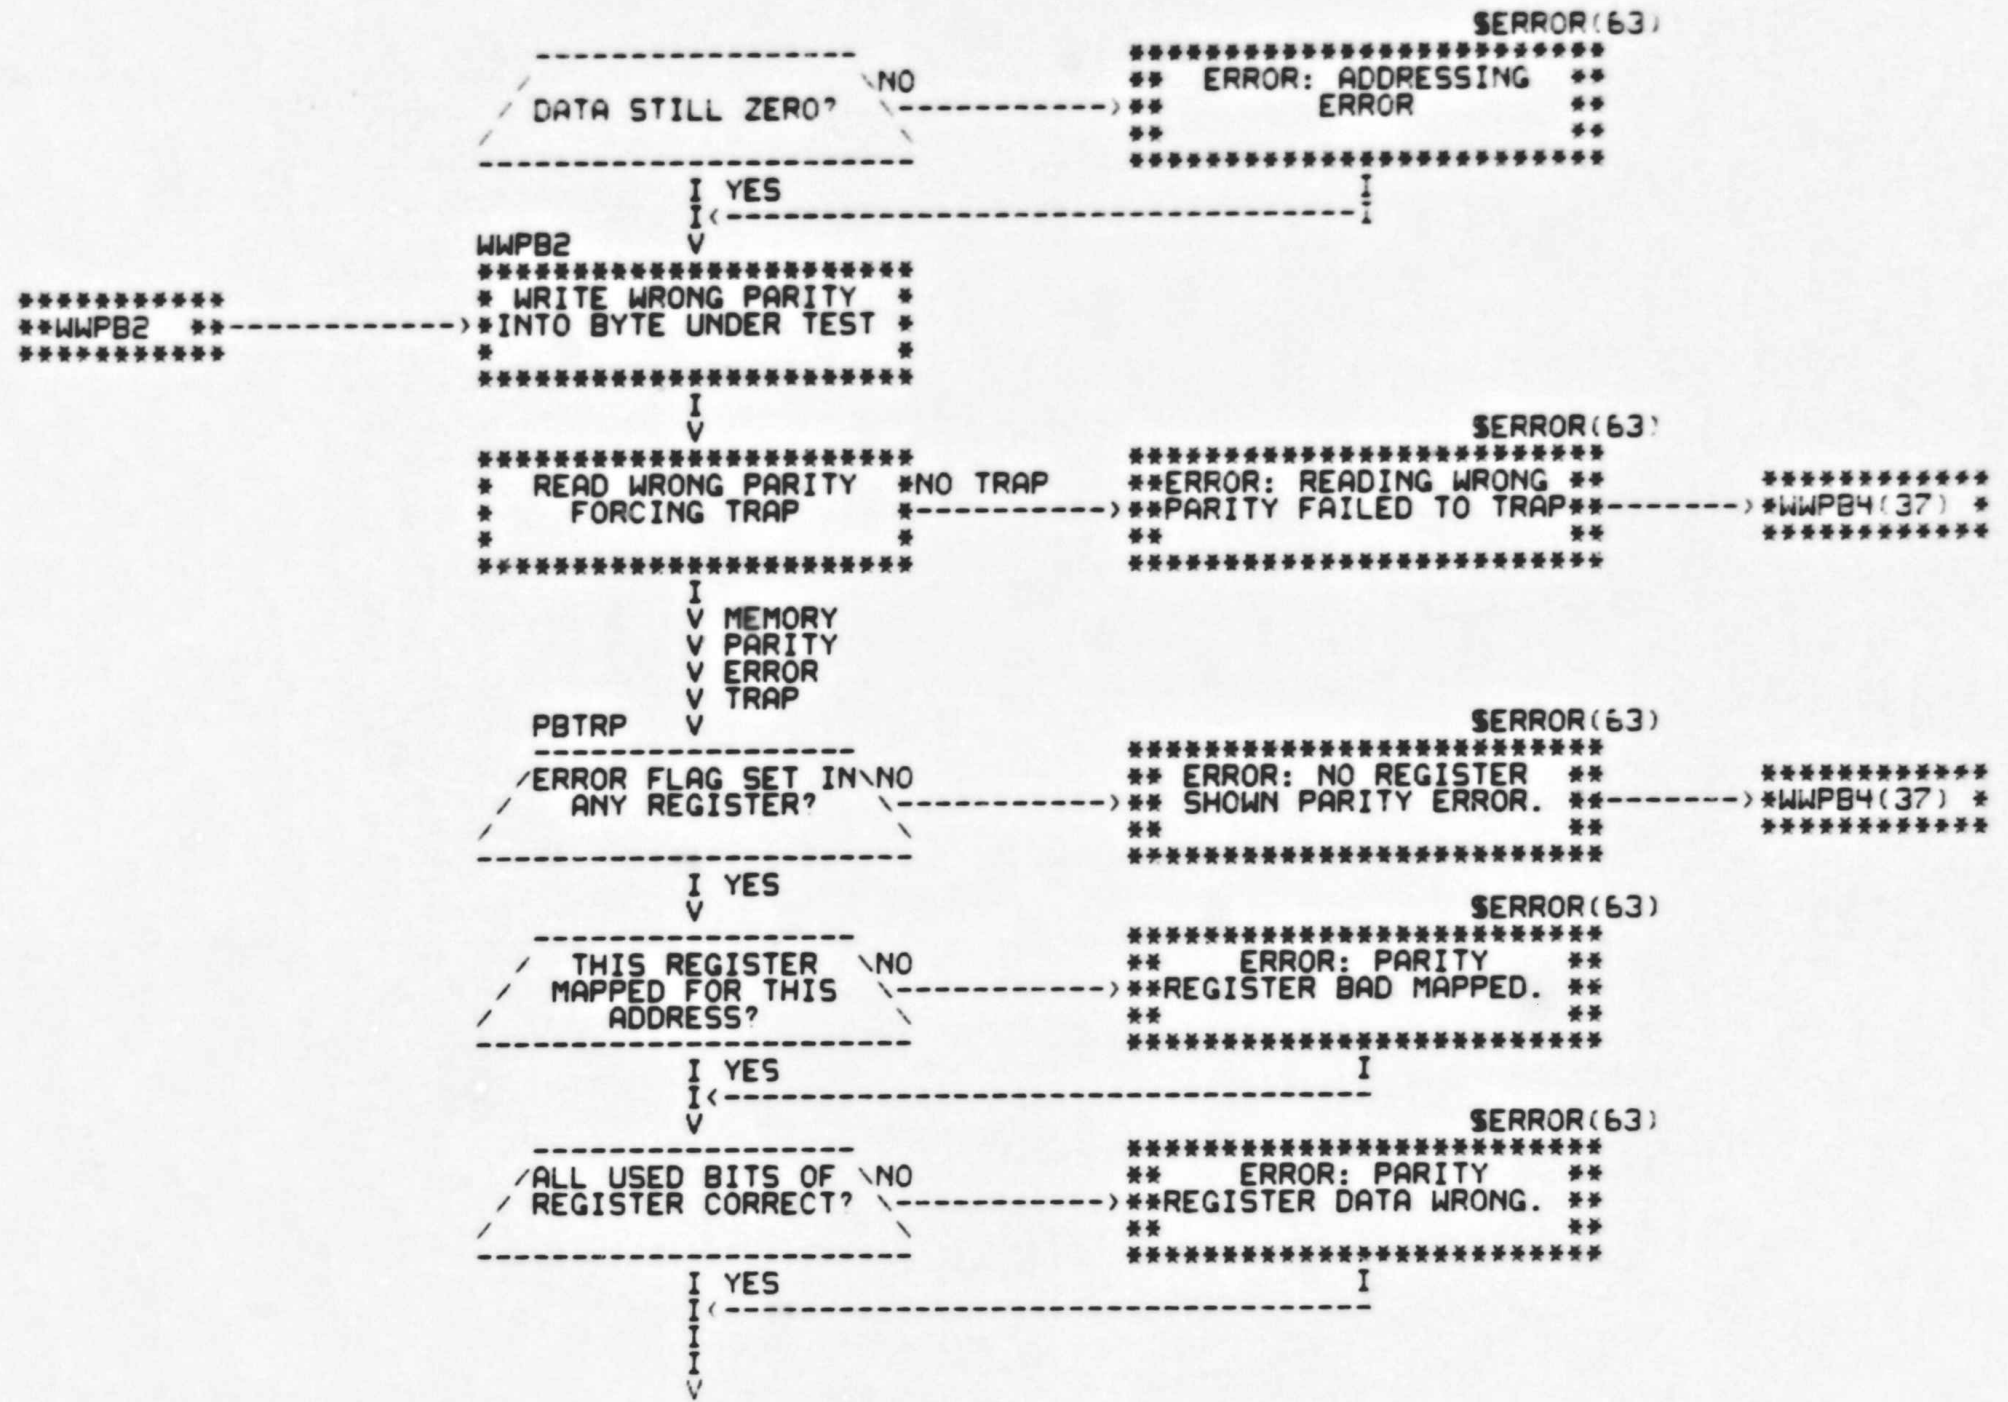 $ERROR(63)
DATA STILL ZERO?
NO
ERROR: ADDRESSING
ERROR
YES
WWPB2
WRITE WRONG PARITY
INTO BYTE UNDER TEST
**WWPB2 **
$ERROR(63)
READ WRONG PARITY
FORCING TRAP
NO TRAP
ERROR: READING WRONG
PARITY FAILED TO TRAP
WWPB4(37)
MEMORY
PARITY
ERROR
TRAP
PBTRP
$ERROR(63)
ERROR FLAG SET IN
ANY REGISTER?
NO
ERROR: NO REGISTER
SHOWN PARITY ERROR.
WWPB4(37)
YES
$ERROR(63)
THIS REGISTER
MAPPED FOR THIS
ADDRESS?
NO
ERROR: PARITY
REGISTER BAD MAPPED.
YES
$ERROR(63)
ALL USED BITS OF
REGISTER CORRECT?
NO
ERROR: PARITY
REGISTER DATA WRONG.
YES